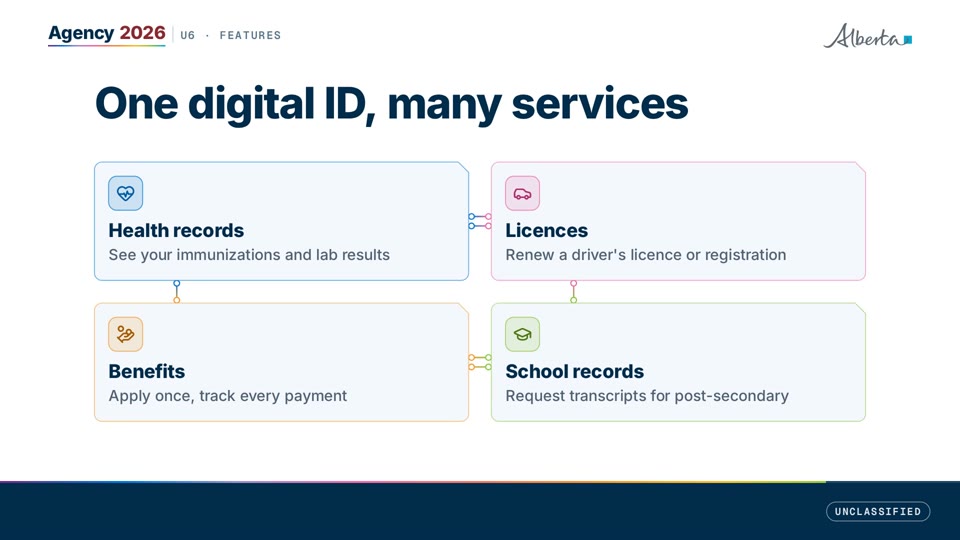 Agency 2026
U6 · FEATURES
Alberta
One digital ID, many services
Health records
See your immunizations and lab results
Licences
Renew a driver's licence or registration
Benefits
Apply once, track every payment
School records
Request transcripts for post-secondary
UNCLASSIFIED